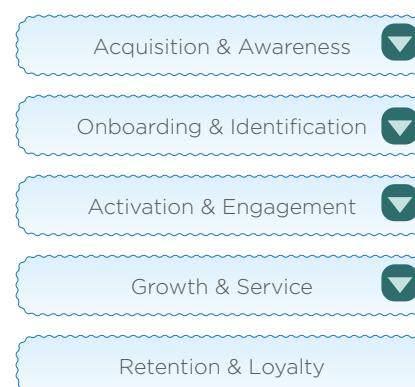 Acquisition & Awareness
Onboarding & Identification
Activation & Engagement
Growth & Service
Retention & Loyalty